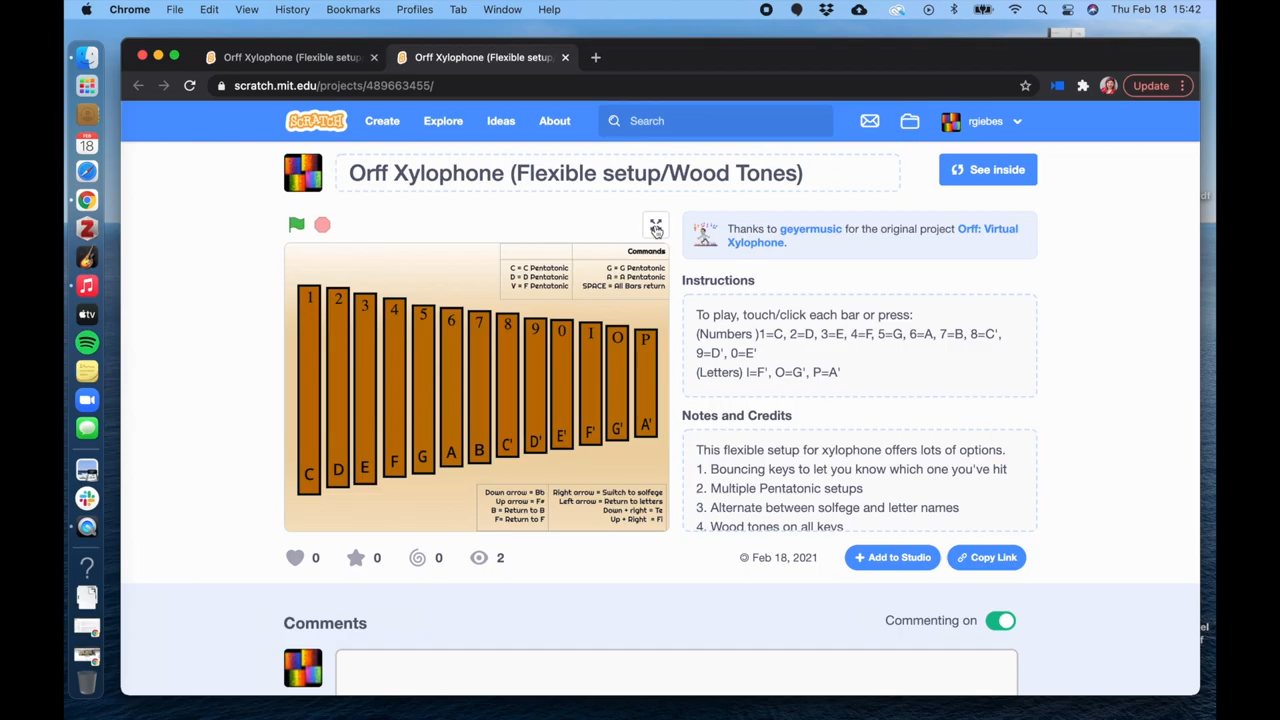 Chrome File Edit View History Bookmarks Profiles Tab Window Help Thu Feb 18 15:42
Orff Xylophone (Flexible setup Orff Xylophone (Flexible setup
scratch.mit.edu/projects/489663455/ Update
SCRATCH Create Explore Ideas About Search rgiebes
Orff Xylophone (Flexible setup/Wood Tones) See inside
Thanks to geyermusic for the original project Orff: Virtual
Xylophone.
Commands
C = C Pentatonic G = G Pentatonic
D = D Pentatonic A = A Pentatonic
V = F Pentatonic SPACE = All Bars return
1 2 3 4 5 6 7 8 9 0 I O P
C D E F G A B C' D' E' F' G' A'
Down arrow = Bb Right arrow = Switch to solfege
Up arrow = F# Left arrow = Return to letters
B = Return to B Down + right = Te
F= Return to F Up + Right = Fi
Instructions
To play, touch/click each bar or press:
(Numbers )1=C, 2=D, 3=E, 4=F, 5=G, 6=A, 7=B, 8=C',
9=D', 0=E'
(Letters) I=F', O=G', P=A'
Notes and Credits
This flexible setup for xylophone offers lots of options.
1. Bouncing keys to let you know which one you've hit
2. Multiple Pentatonic setups
3. Alternate between solfege and letter names
4. Wood tones on all keys
0 0 0 2 © Feb 18, 2021 Add to Studio Copy Link
Comments Commenting on
FEB
18
tv